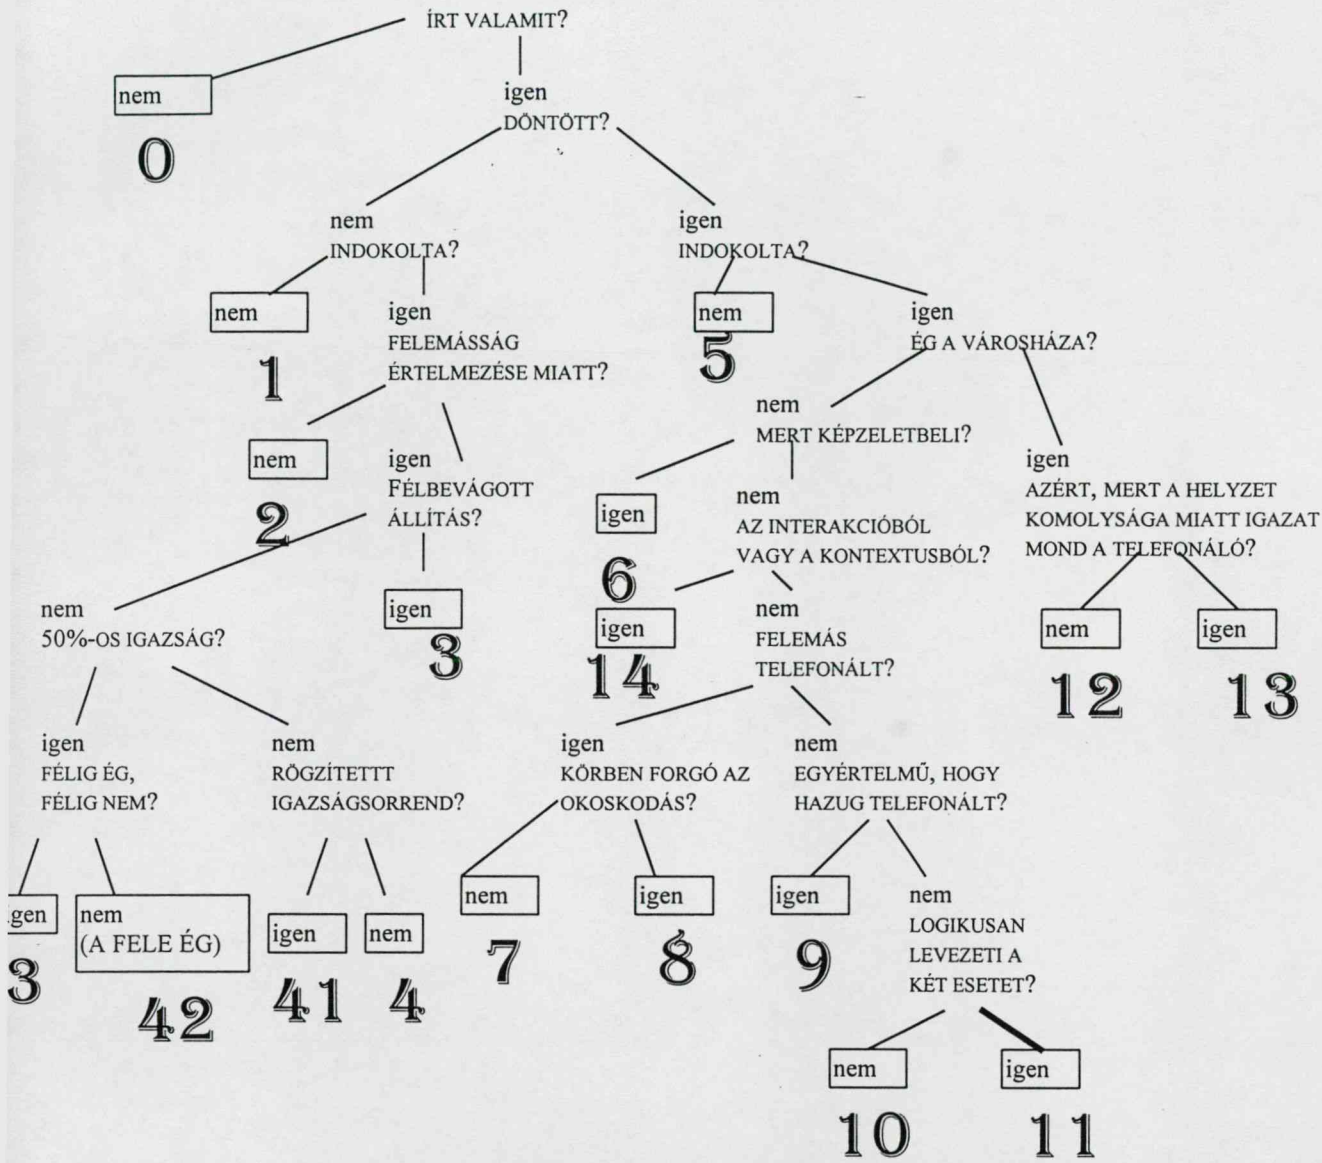 ÍRT VALAMIT?
nem
0
igen
DÖNTÖTT?
nem
INDOKOLTA?
igen
INDOKOLTA?
nem
1
igen
FELEMÁSSÁG
ÉRTELMEZÉSE MIATT?
nem
5
igen
ÉG A VÁROSHÁZA?
nem
2
igen
FÉLBEVÁGOTT
ÁLLÍTÁS?
nem
MERT KÉPZELETBELI?
igen
AZÉRT, MERT A HELYZET
KOMOLYSÁGA MIATT IGAZAT
MOND A TELEFONÁLÓ?
igen
6
nem
AZ INTERAKCIÓBÓL
VAGY A KONTEXTUSBÓL?
nem
50%-OS IGAZSÁG?
igen
3
igen
14
nem
FELEMÁS
TELEFONÁLT?
nem
12
igen
13
igen
FÉLIG ÉG,
FÉLIG NEM?
nem
RÖGZÍTETTT
IGAZSÁGSORREND?
igen
KÖRBEN FORGÓ AZ
OKOSKODÁS?
nem
EGYÉRTELMŰ, HOGY
HAZUG TELEFONÁLT?
igen
3
nem
(A FELE ÉG)
42
igen
41
nem
4
nem
7
igen
8
igen
9
nem
LOGIKUSAN
LEVEZETI A
KÉT ESETET?
nem
10
igen
11